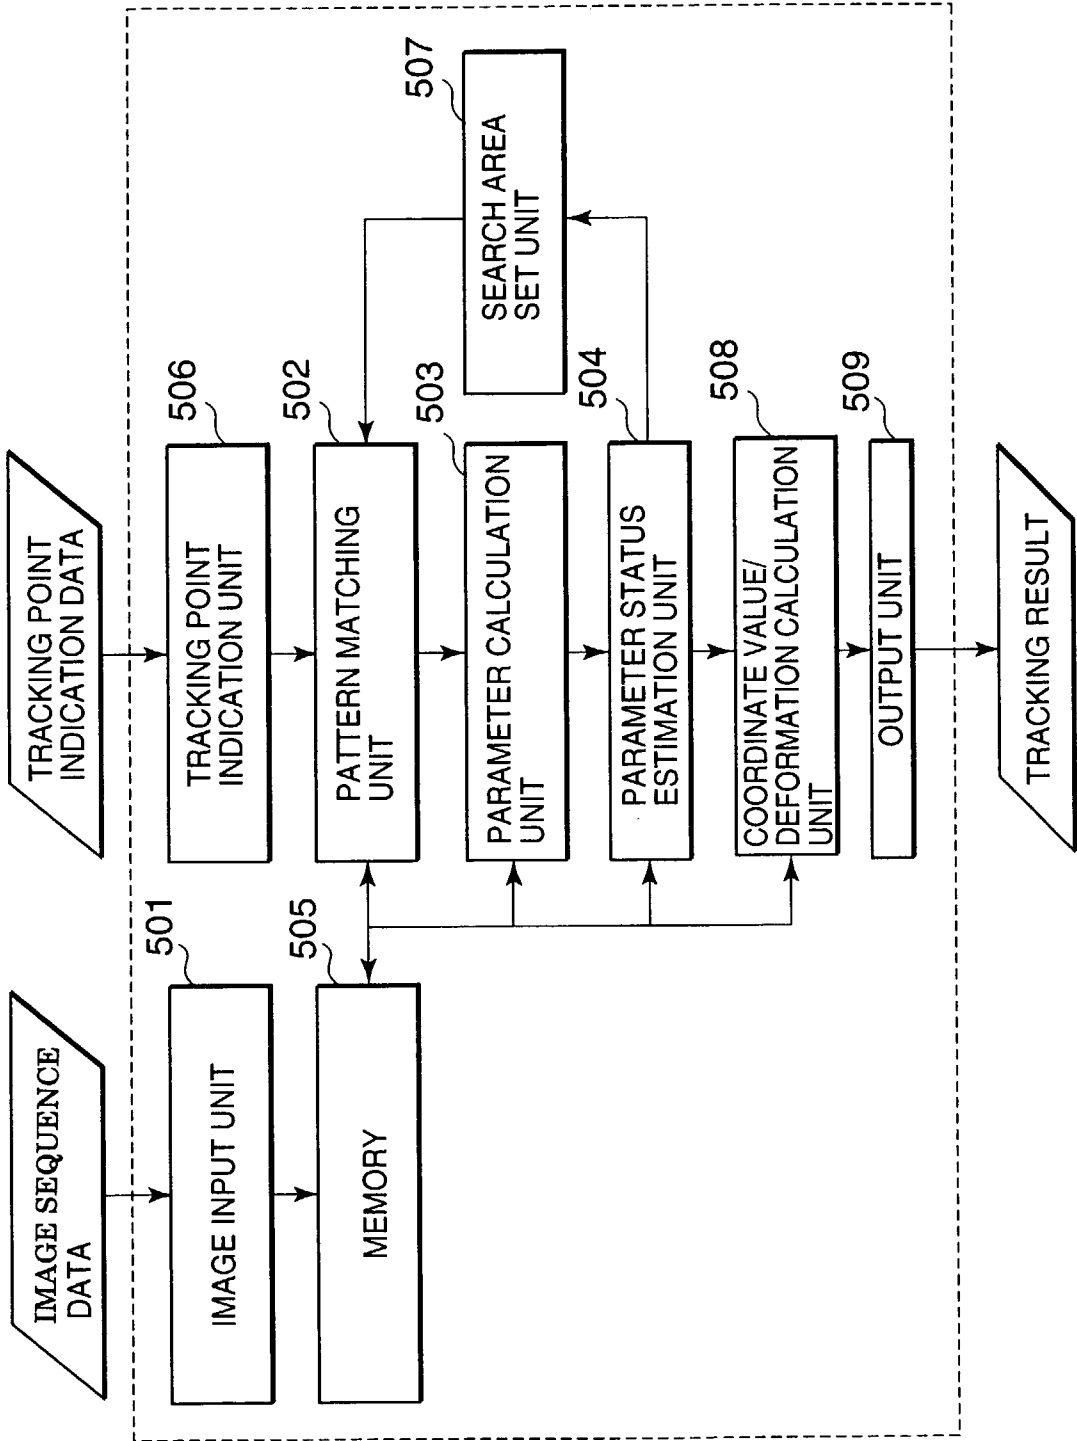 IMAGE SEQUENCE
DATA
TRACKING POINT
INDICATION DATA
501
IMAGE INPUT UNIT
506
TRACKING POINT
INDICATION UNIT
505
MEMORY
502
PATTERN MATCHING
UNIT
507
SEARCH AREA
SET UNIT
503
PARAMETER CALCULATION
UNIT
504
PARAMETER STATUS
ESTIMATION UNIT
508
COORDINATE VALUE/
DEFORMATION CALCULATION
UNIT
509
OUTPUT UNIT
TRACKING RESULT